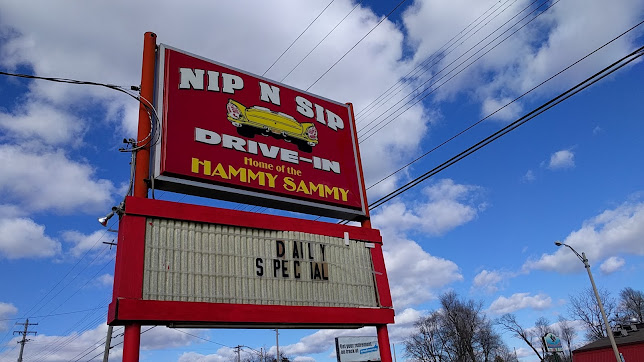 NIP N SIP
DRIVE-IN
Home of the
HAMMY SAMMY
DAILY
SPECIAL